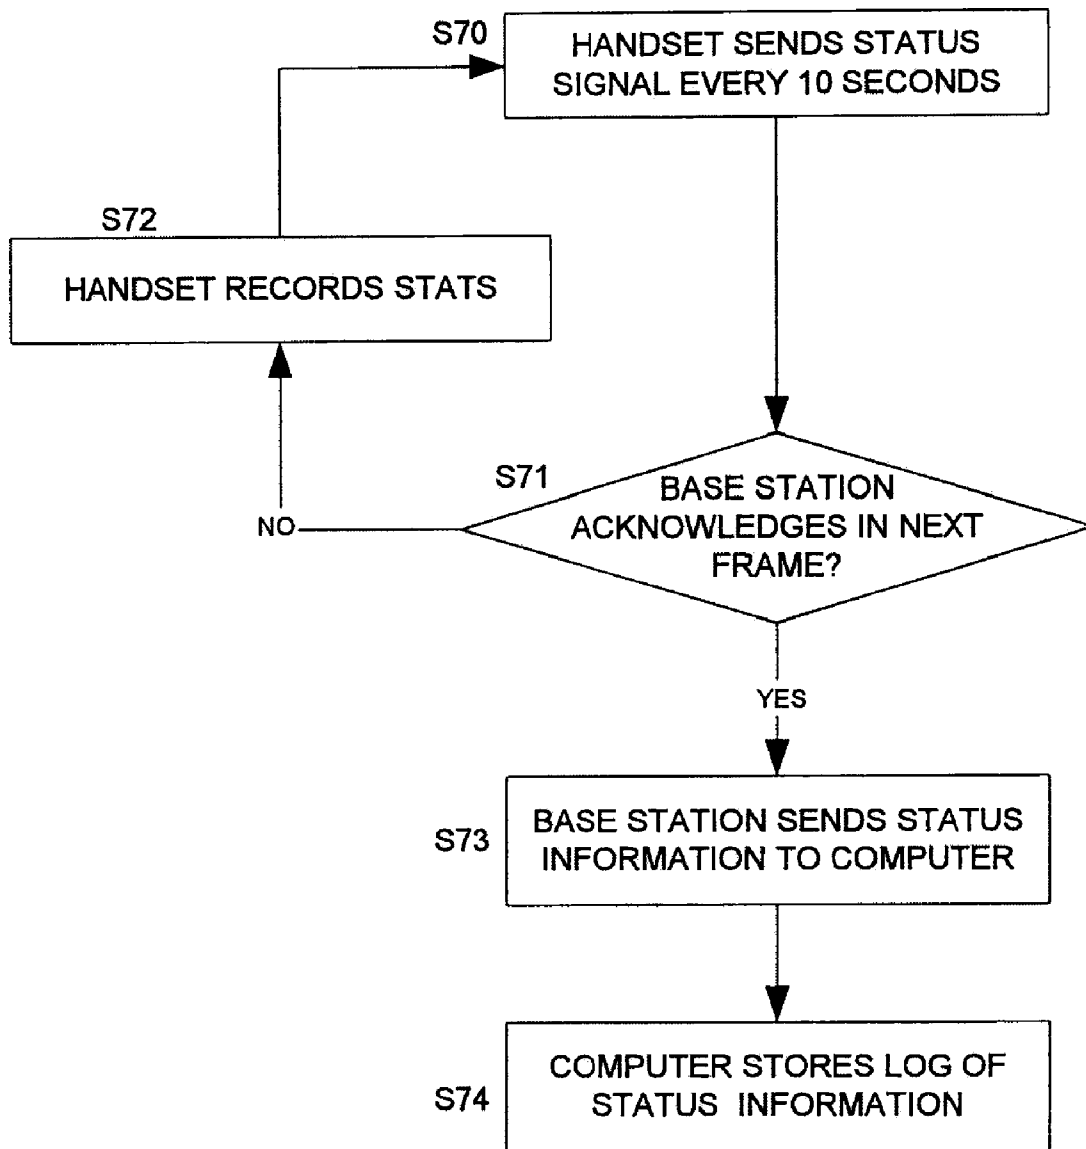 S70
HANDSET SENDS STATUS
SIGNAL EVERY 10 SECONDS
S72
HANDSET RECORDS STATS
S71
BASE STATION
ACKNOWLEDGES IN NEXT
FRAME?
NO
YES
S73
BASE STATION SENDS STATUS
INFORMATION TO COMPUTER
S74
COMPUTER STORES LOG OF
STATUS INFORMATION